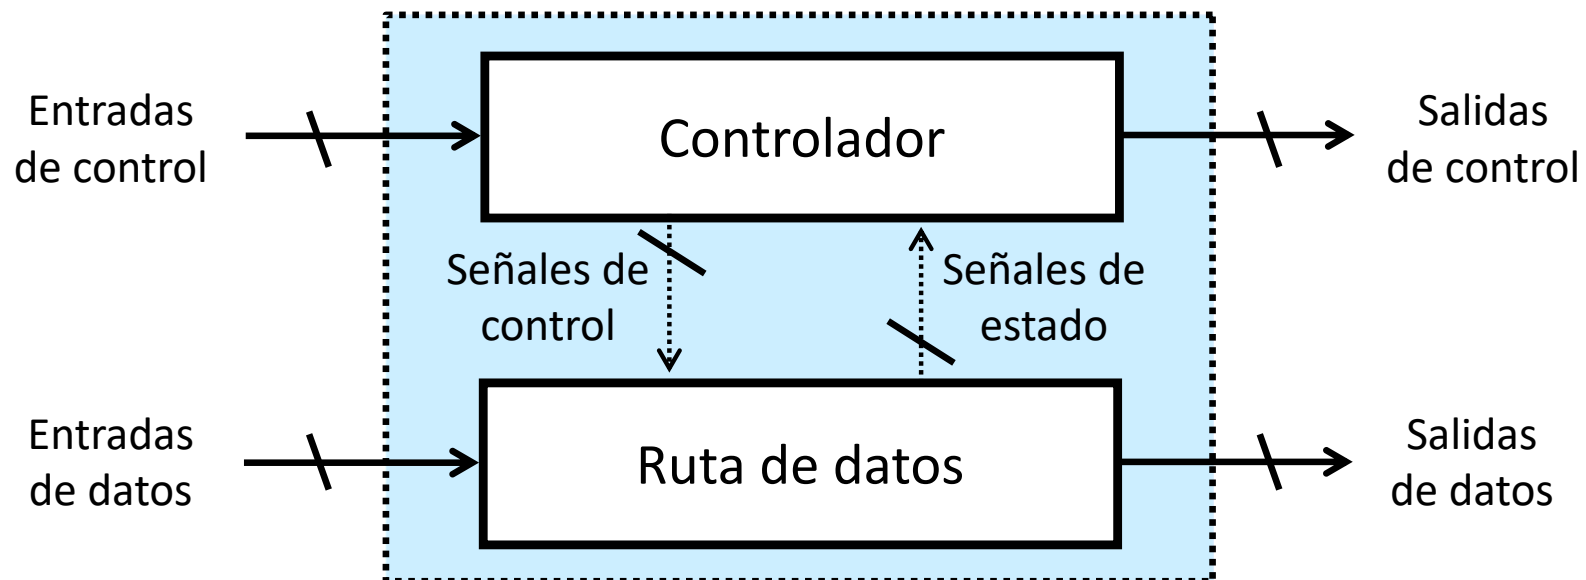 Entradas
de control
Controlador
Salidas
de control
Señales de
control
Señales de
estado
Entradas
de datos
Ruta de datos
Salidas
de datos